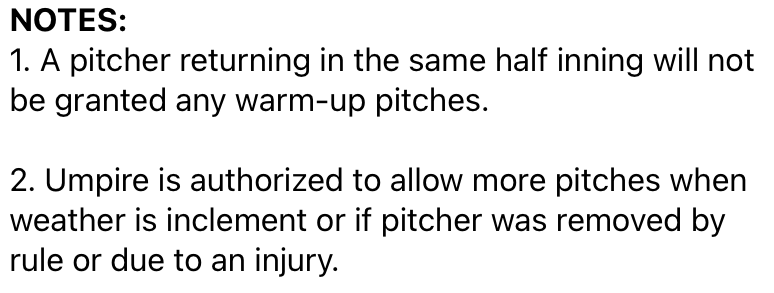 NOTES:
1. A pitcher returning in the same half inning will not
be granted any warm-up pitches.
2. Umpire is authorized to allow more pitches when
weather is inclement or if pitcher was removed by
rule or due to an injury.